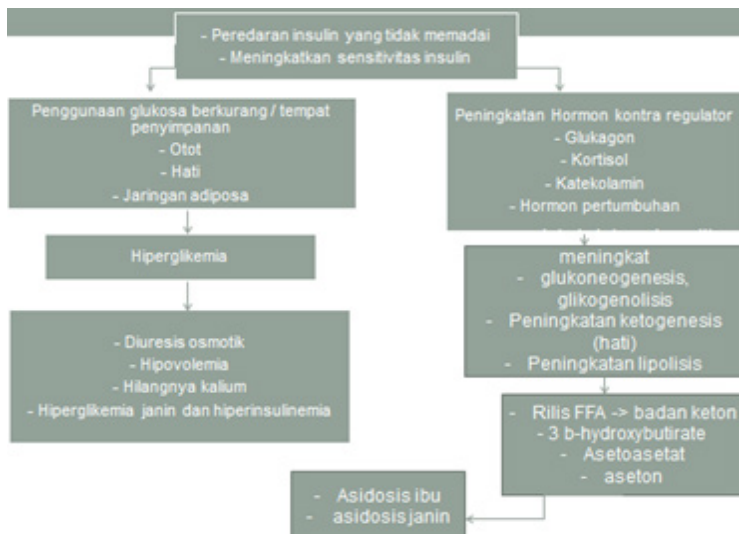 - Peredaran insulin yang tidak memadai
- Meningkatkan sensitivitas insulin
Penggunaan glukosa berkurang / tempat
penyimpanan
- Otot
- Hati
- Jaringan adiposa
Hiperglikemia
- Diuresis osmotik
- Hipovolemia
- Hilangnya kalium
- Hiperglikemia janin dan hiperinsulinemia
Peningkatan Hormon kontra regulator
- Glukagon
- Kortisol
- Katekolamin
- Hormon pertumbuhan
meningkat
- glukoneogenesis,
glikogenolisis
- Peningkatan ketogenesis
(hati)
- Peningkatan lipolisis
- Rilis FFA -> badan keton
- 3 b-hydroxybutirate
- Asetoasetat
- aseton
- Asidosis ibu
- asidosis janin